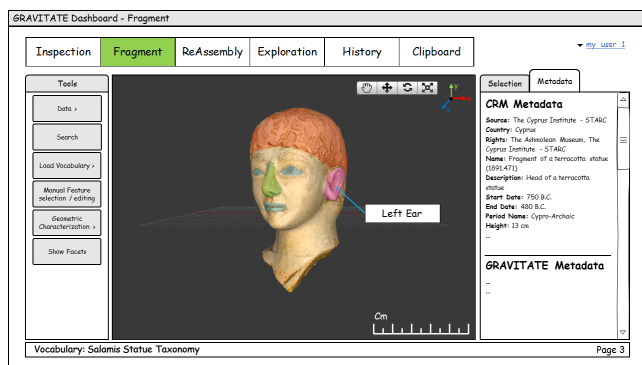 GRAVITATE Dashboard - Fragment
Inspection
Fragment
ReAssembly
Exploration
History
Clipboard
my user 1
Tools
Data >
Search
Load Vocabulary >
Manual Feature
selection / editing
Geometric
Characterization >
Show Facets
y
x
z
Left Ear
Cm
Selection
Metadata
CRM Metadata
Source: The Cyprus Institute - STARC
Country: Cyprus
Rights: The Ashmolean Museum, The
Cyprus Institute - STARC
Name: Fragment of a terracotta statue
(1891.471)
Description: Head of a terracotta
statue
Start Date: 750 B.C.
End Date: 480 B.C.
Period Name: Cypro-Archaic
Height: 13 cm
...
GRAVITATE Metadata
...
...
Vocabulary: Salamis Statue Taxonomy
Page 3